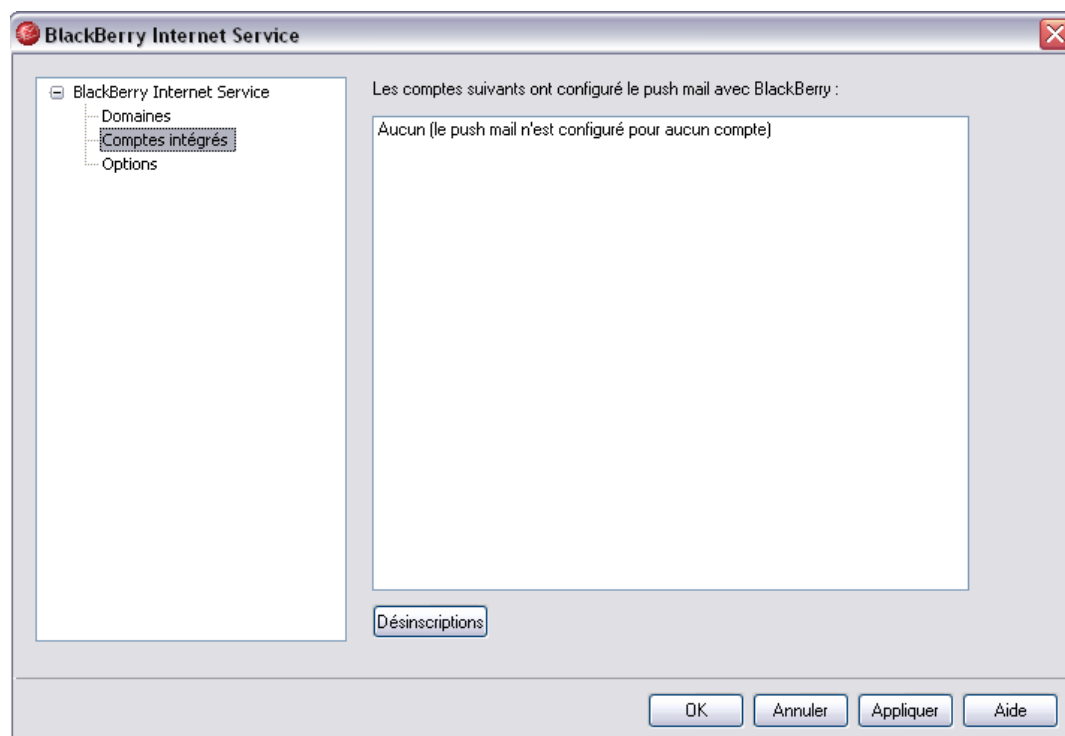 BlackBerry Internet Service
BlackBerry Internet Service
Domaines
Comptes intégrés
Options
Les comptes suivants ont configuré le push mail avec BlackBerry :
Aucun (le push mail n'est configuré pour aucun compte)
Désinscriptions
OK Annuler Appliquer Aide